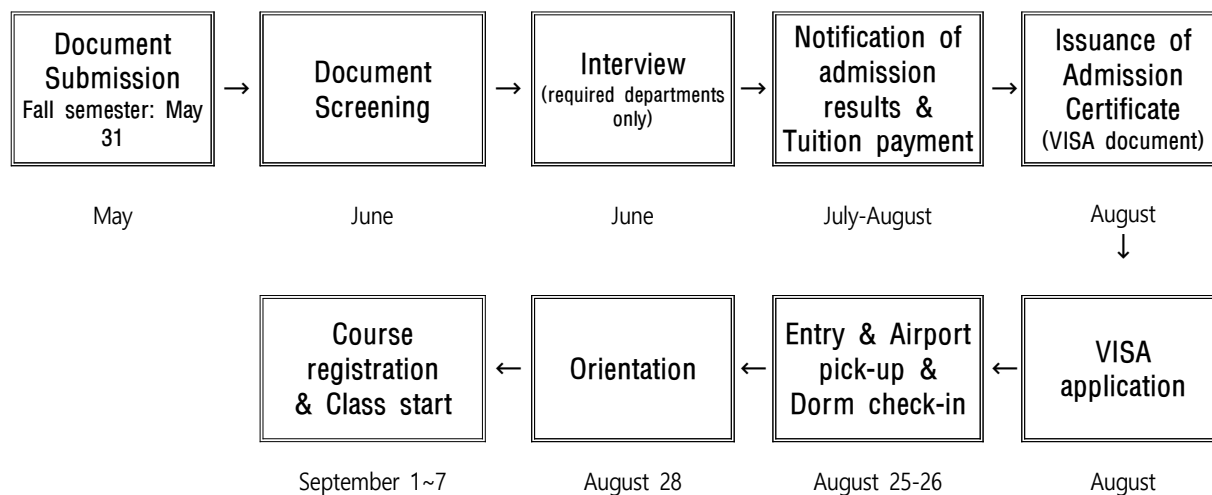 Document
Submission
Fall semester: May
31
→
Document
Screening
→
Interview
(required departments
only)
→
Notification of
admission
results &
Tuition payment
→
Issuance of
Admission
Certificate
(VISA document)
May
June
June
July-August
August
↓
VISA
application
←
Entry & Airport
pick-up &
Dorm check-in
←
Orientation
←
Course
registration
& Class start
August
August 25-26
August 28
September 1~7